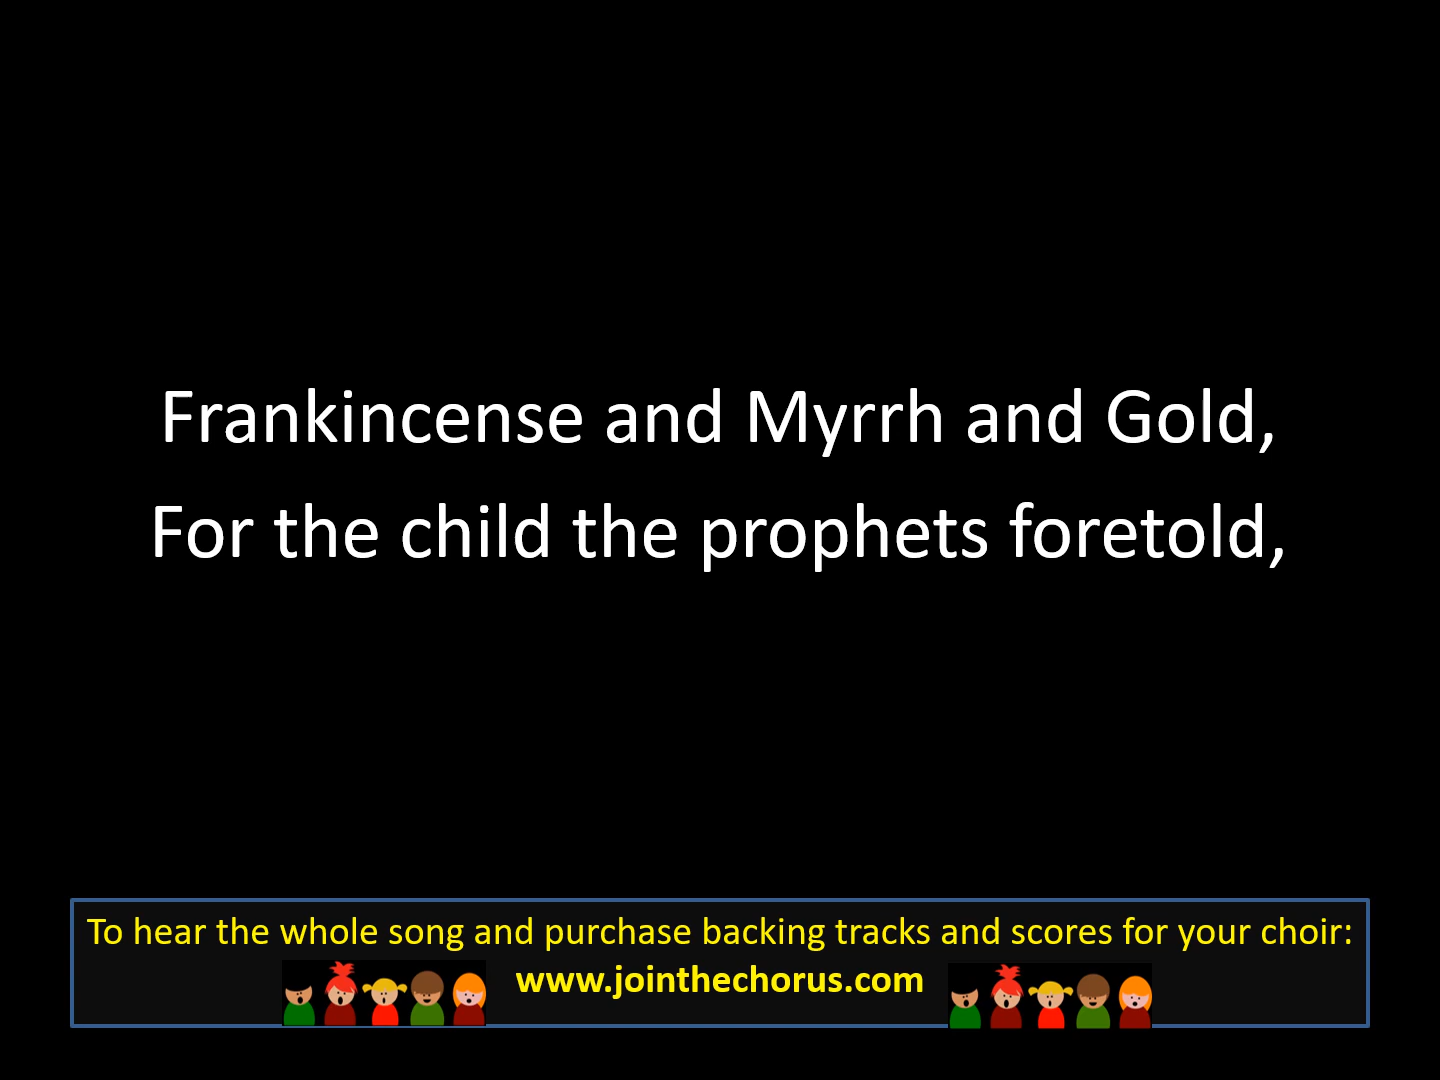 Frankincense and Myrrh and Gold,
For the child the prophets foretold,
To hear the whole song and purchase backing tracks and scores for your choir:
www.jointhechorus.com